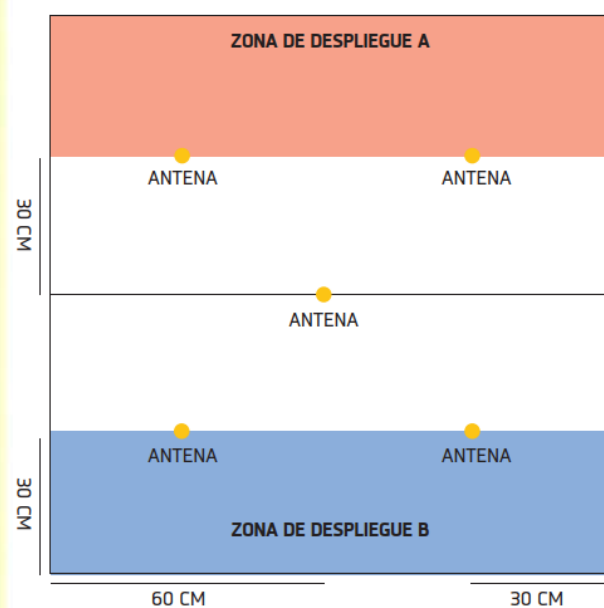 ZONA DE DESPLIEGUE A
ANTENA
ANTENA
30 CM
ANTENA
ANTENA
ANTENA
30 CM
ZONA DE DESPLIEGUE B
60 CM
30 CM